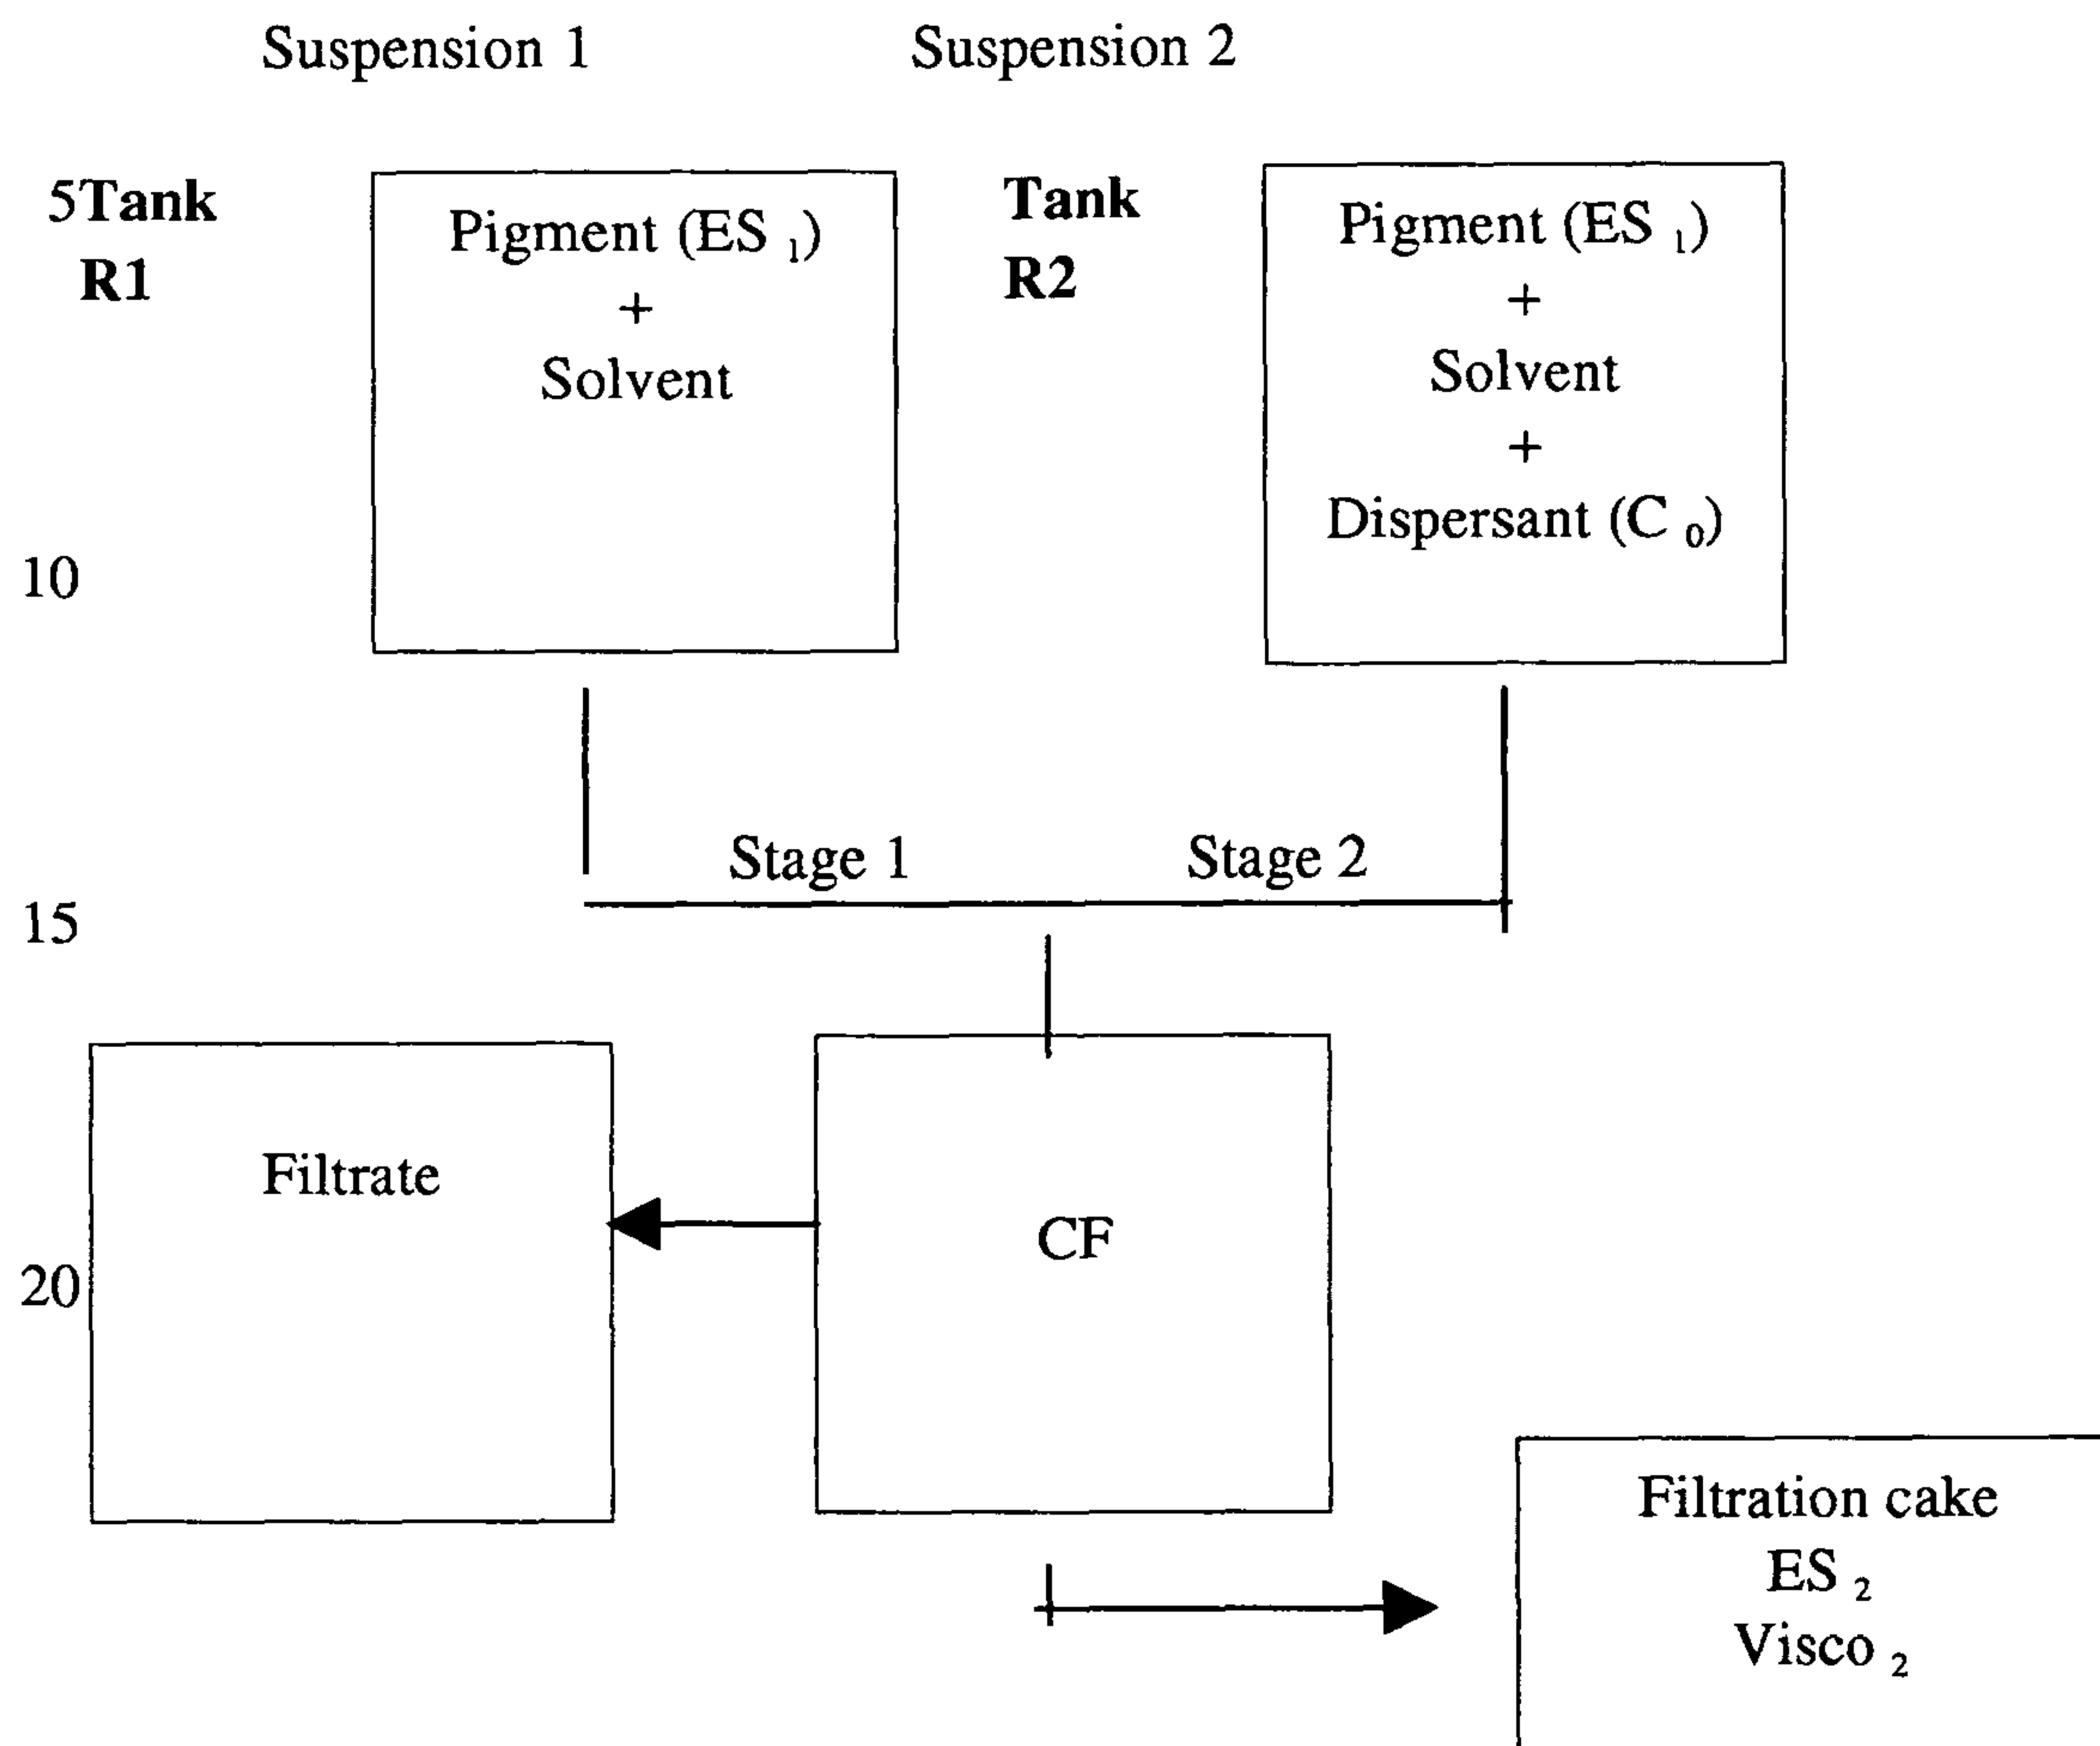 Suspension 1 Suspension 2
5Tank
R1
Pigment (ES 1)
+
Solvent
Tank
R2
Pigment (ES 1)
+
Solvent
+
Dispersant (C 0)
10
Stage 1 Stage 2
15
Filtrate
CF
20
Filtration cake
ES 2
Visco 2